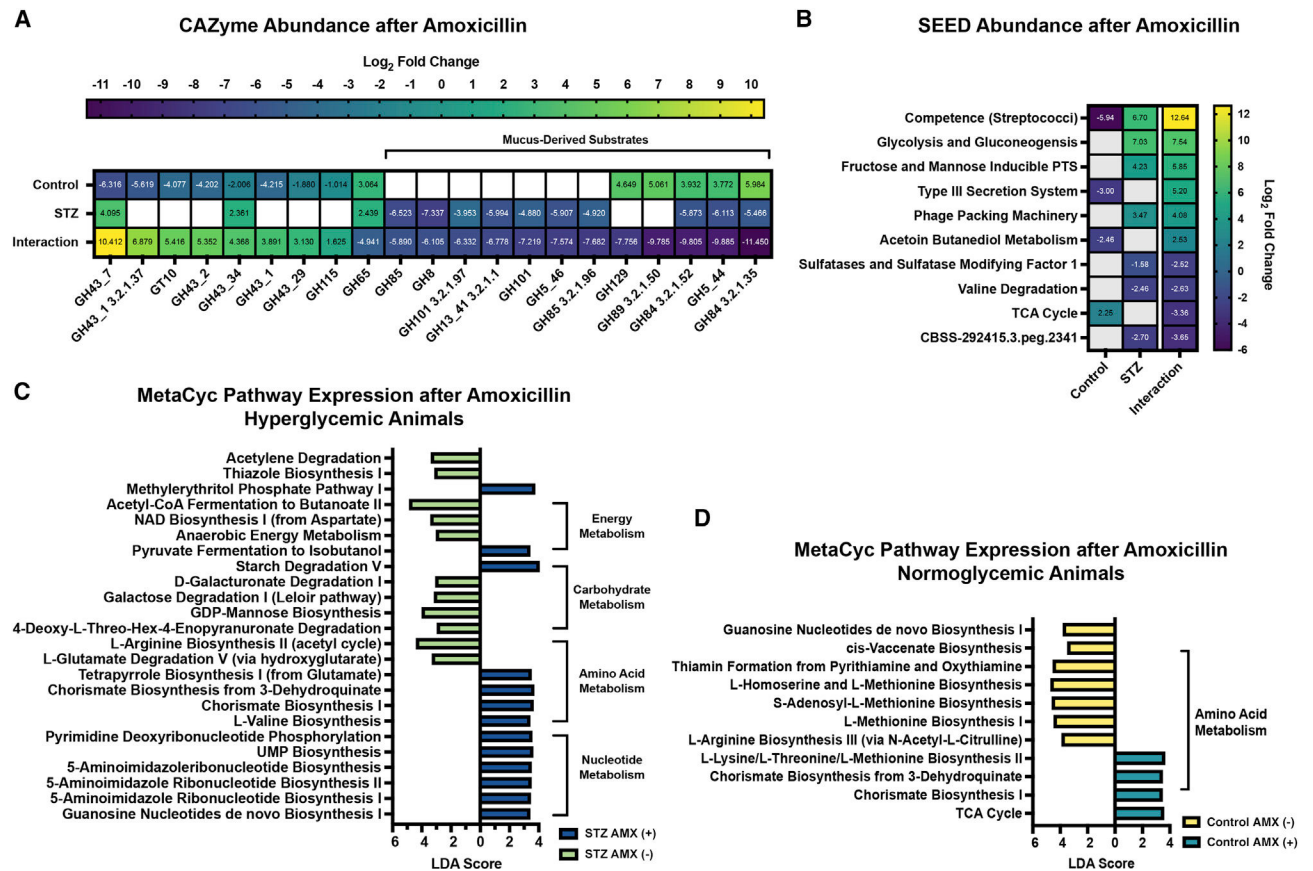 A
CAZyme Abundance after Amoxicillin
Log2 Fold Change
-11 -10 -9 -8 -7 -6 -5 -4 -3 -2 -1 0 1 2 3 4 5 6 7 8 9 10
Mucus-Derived Substrates
Control -6.316 -5.619 -4.077 -4.202 -2.006 -4.215 -1.880 -1.014 3.064 4.649 5.061 3.932 3.772 5.984
STZ 4.095 2.361 2.439 -6.523 -7.337 -3.953 -5.994 -4.880 -5.907 -4.920 -5.873 -6.113 -5.466
Interaction 10.412 6.879 5.416 5.352 4.368 3.891 3.130 1.625 -4.941 -5.890 -6.105 -6.332 -6.778 -7.219 -7.574 -7.682 -7.756 -9.785 -9.805 -9.885 -11.450
GH43_7
GH43_1 3.2.1.37
GT10
GH43_2
GH43_34
GH43_1
GH43_29
GH115
GH65
GH85
GH8
GH101 3.2.1.97
GH13_41 3.2.1.1
GH101
GH5_46
GH85 3.2.1.96
GH129
GH89 3.2.1.50
GH84 3.2.1.52
GH5_44
GH84 3.2.1.35
B
SEED Abundance after Amoxicillin
Competence (Streptococci) -5.94 6.70 12.64
Glycolysis and Gluconeogensis 7.03 7.54
Fructose and Mannose Inducible PTS 4.23 5.85
Type III Secretion System -3.00 5.20
Phage Packing Machinery 3.47 4.08
Acetoin Butanediol Metabolism -2.46 2.53
Sulfatases and Sulfatase Modifying Factor 1 -1.58 -2.52
Valine Degradation -2.46 -2.63
TCA Cycle 2.25 -3.36
CBSS-292415.3.peg.2341 -2.70 -3.65
Control
STZ
Interaction
12
10
8
6
4
2
0
-2
-4
-6
Log2 Fold Change
C
MetaCyc Pathway Expression after Amoxicillin
Hyperglycemic Animals
Acetylene Degradation
Thiazole Biosynthesis I
Methylerythritol Phosphate Pathway I
Acetyl-CoA Fermentation to Butanoate II
NAD Biosynthesis I (from Aspartate)
Anaerobic Energy Metabolism
Pyruvate Fermentation to Isobutanol
Starch Degradation V
D-Galacturonate Degradation I
Galactose Degradation I (Leloir pathway)
GDP-Mannose Biosynthesis
4-Deoxy-L-Threo-Hex-4-Enopyranuronate Degradation
L-Arginine Biosynthesis II (acetyl cycle)
L-Glutamate Degradation V (via hydroxyglutarate)
Tetrapyrrole Biosynthesis I (from Glutamate)
Chorismate Biosynthesis from 3-Dehydroquinate
Chorismate Biosynthesis I
L-Valine Biosynthesis
Pyrimidine Deoxyribonucleotide Phosphorylation
UMP Biosynthesis
5-Aminoimidazoleribonucleotide Biosynthesis
5-Aminoimidazole Ribonucleotide Biosynthesis II
5-Aminoimidazole Ribonucleotide Biosynthesis I
Guanosine Nucleotides de novo Biosynthesis I
Energy
Metabolism
Carbohydrate
Metabolism
Amino Acid
Metabolism
Nucleotide
Metabolism
6 4 2 0 2 4
LDA Score
STZ AMX (+)
STZ AMX (-)
D
MetaCyc Pathway Expression after Amoxicillin
Normoglycemic Animals
Guanosine Nucleotides de novo Biosynthesis I
cis-Vaccenate Biosynthesis
Thiamin Formation from Pyrithiamine and Oxythiamine
L-Homoserine and L-Methionine Biosynthesis
S-Adenosyl-L-Methionine Biosynthesis
L-Methionine Biosynthesis I
L-Arginine Biosynthesis III (via N-Acetyl-L-Citrulline)
L-Lysine/L-Threonine/L-Methionine Biosynthesis II
Chorismate Biosynthesis from 3-Dehydroquinate
Chorismate Biosynthesis I
TCA Cycle
Amino Acid
Metabolism
6 4 2 0 2 4
LDA Score
Control AMX (-)
Control AMX (+)